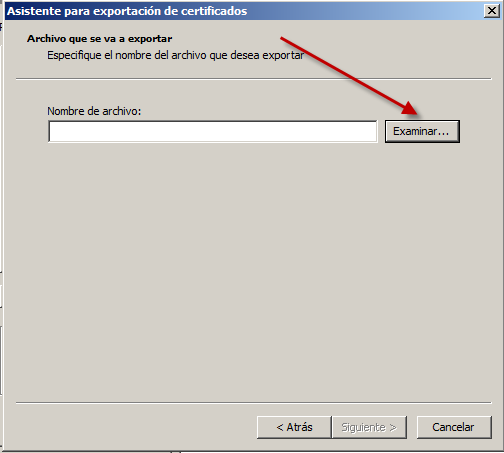 Asistente para exportación de certificados
Archivo que se va a exportar
Especifique el nombre del archivo que desea exportar
Nombre de archivo:
Examinar...
< Atrás
Siguiente >
Cancelar